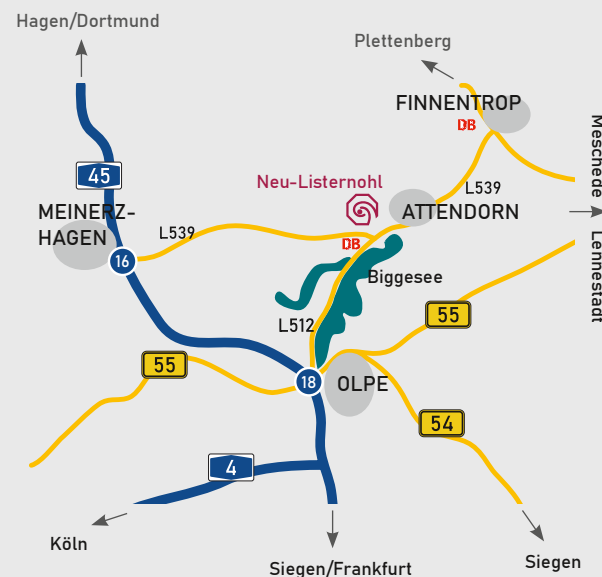 Hagen/Dortmund
Plettenberg
FINNENTROP
DB
Meschede
45
Neu-Listernohl
L539
MEINERZ-
HAGEN
ATTENDORN
L539
DB
16
Biggesee
Lennestadt
L512
55
55
18
OLPE
54
4
Köln
Siegen/Frankfurt
Siegen